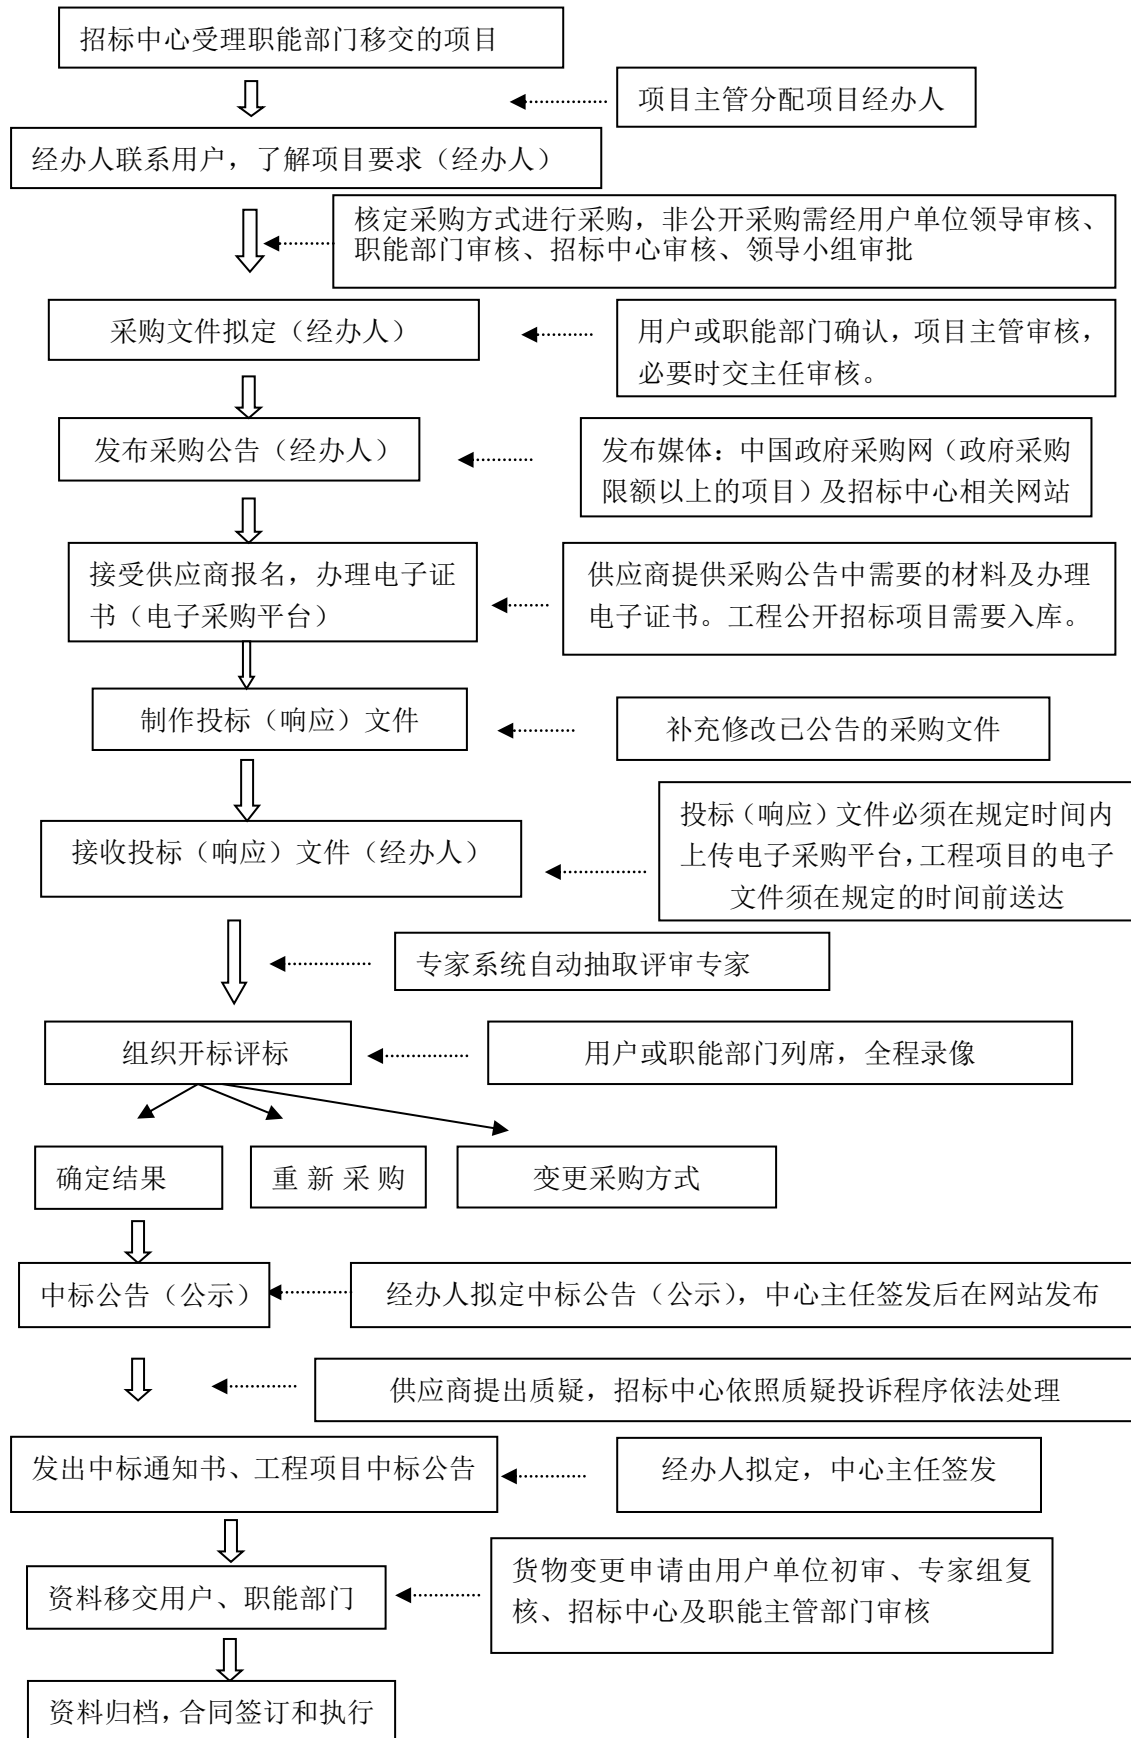 招标中心受理职能部门移交的项目
项目主管分配项目经办人
经办人联系用户，了解项目要求（经办人）
核定采购方式进行采购，非公开采购需经用户单位领导审核、
职能部门审核、招标中心审核、领导小组审批
采购文件拟定（经办人）
用户或职能部门确认，项目主管审核，
必要时交主任审核。
发布采购公告（经办人）
发布媒体：中国政府采购网（政府采购
限额以上的项目）及招标中心相关网站
接受供应商报名，办理电子证
书（电子采购平台）
供应商提供采购公告中需要的材料及办理
电子证书。工程公开招标项目需要入库。
制作投标（响应）文件
补充修改已公告的采购文件
接收投标（响应）文件（经办人）
投标（响应）文件必须在规定时间内
上传电子采购平台，工程项目的电子
文件须在规定的时间前送达
专家系统自动抽取评审专家
组织开标评标
用户或职能部门列席，全程录像
确定结果
重 新 采 购
变更采购方式
中标公告（公示）
经办人拟定中标公告（公示），中心主任签发后在网站发布
供应商提出质疑，招标中心依照质疑投诉程序依法处理
发出中标通知书、工程项目中标公告
经办人拟定，中心主任签发
资料移交用户、职能部门
货物变更申请由用户单位初审、专家组复
核、招标中心及职能主管部门审核
资料归档，合同签订和执行